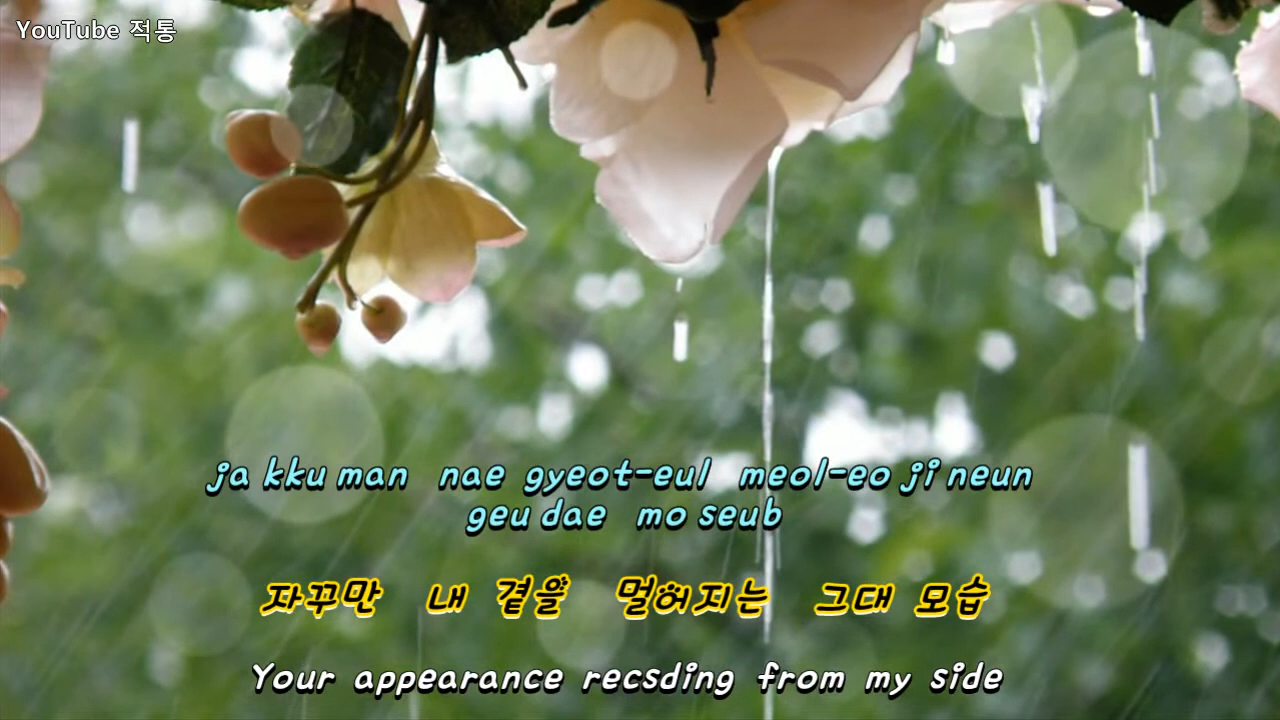 YouTube 적통
ja kku man nae gyeot-eul meol-eo ji neun
geu dae mo seub
자꾸만 내 곁을 멀허지는 그대 모습
Your appearance recsding from my side